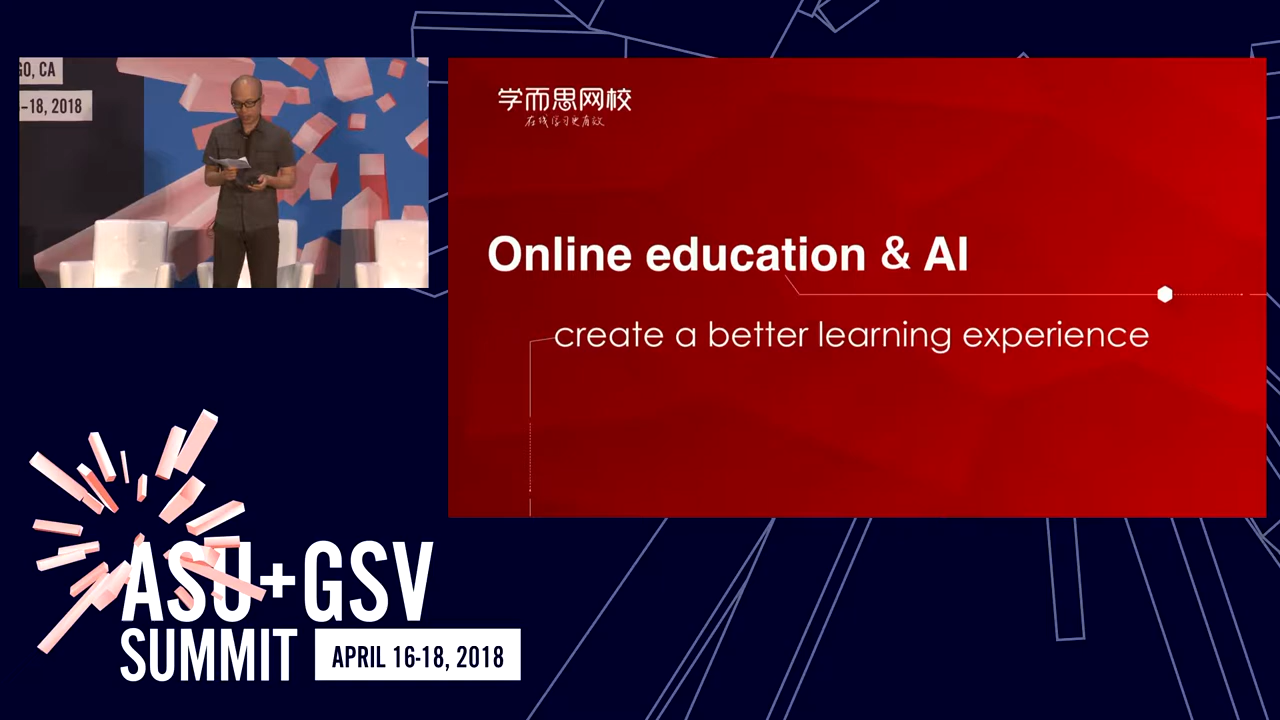 GO, CA
–18, 2018
学而思网校
在线学习更有效
Online education & AI
create a better learning experience
ASU+GSV
SUMMIT
APRIL 16-18, 2018